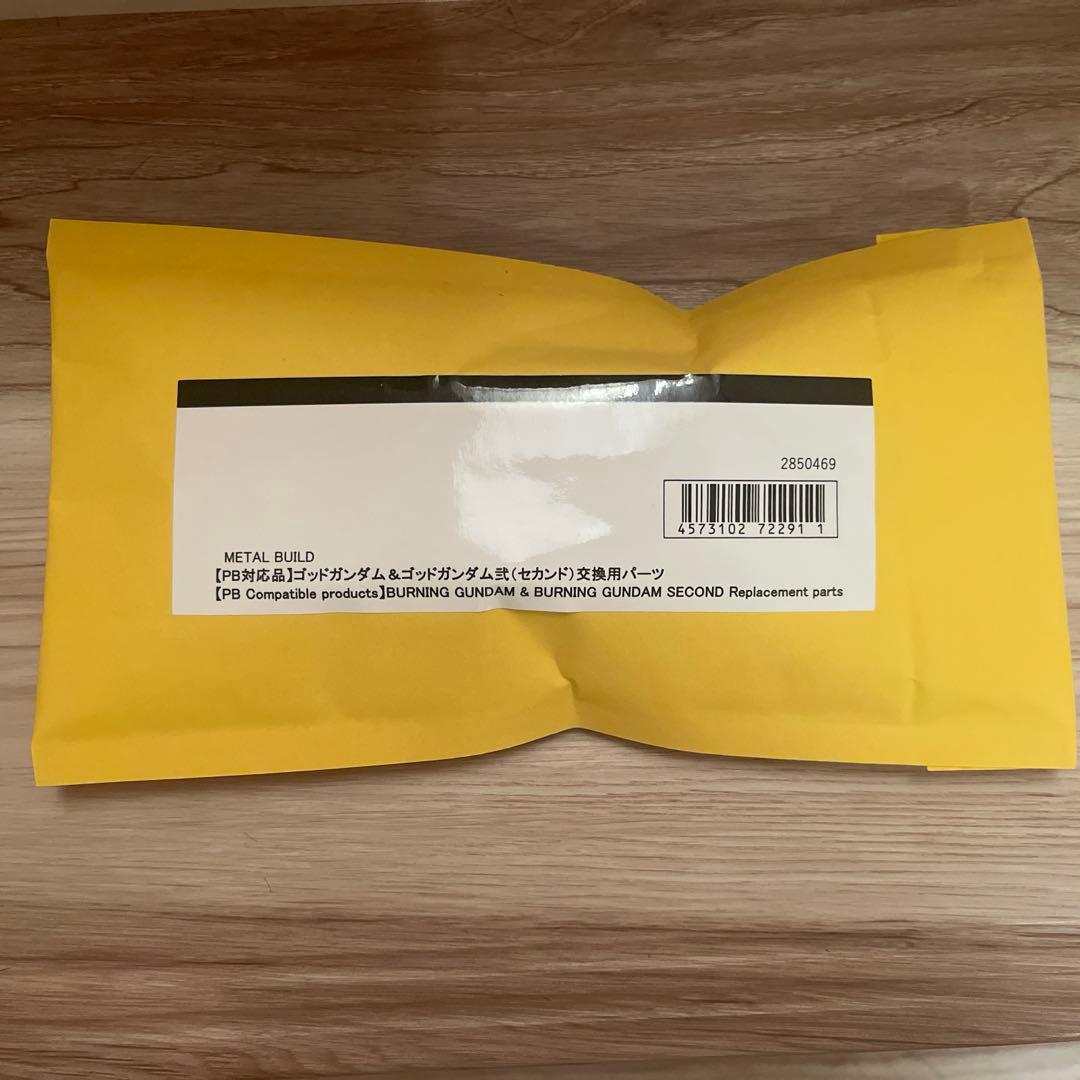 2850469
4573102 72291 1
METAL BUILD
【PB対応品】ゴッドガンダム&ゴッドガンダム弐(セカンド)交換用パーツ
【PB Compatible products】BURNING GUNDAM & BURNING GUNDAM SECOND Replacement parts